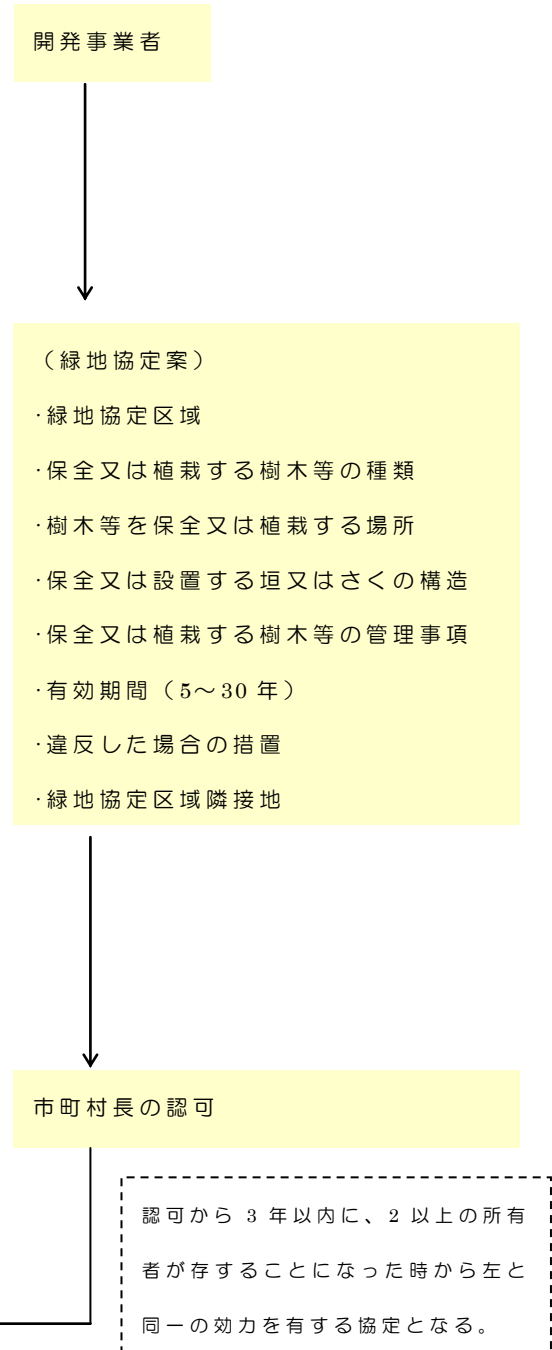 開発事業者
（緑地協定案）
·緑地協定区域
·保全又は植栽する樹木等の種類
·樹木等を保全又は植栽する場所
·保全又は設置する垣又はさくの構造
·保全又は植栽する樹木等の管理事項
·有効期間（5～30 年）
·違反した場合の措置
·緑地協定区域隣接地
市町村長の認可
認可から 3 年以内に、2 以上の所有
者が存することになった時から左と
同一の効力を有する協定となる。